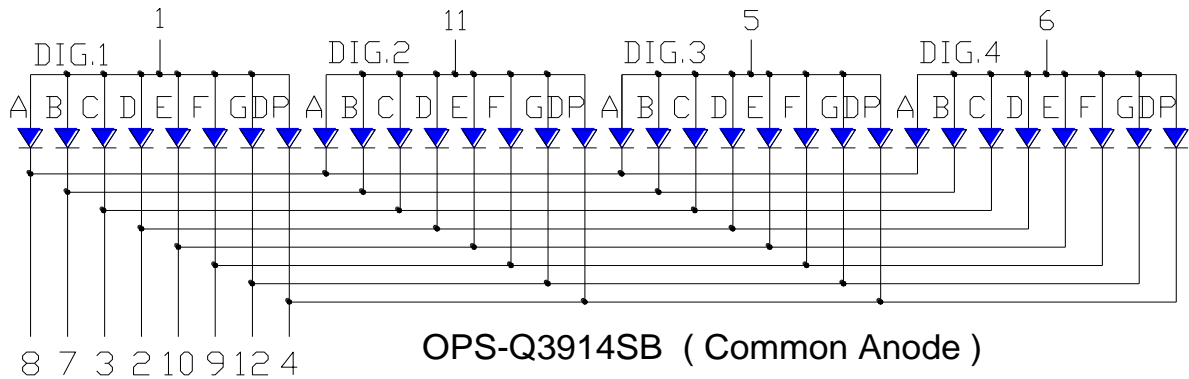 1 11 5 6
DIG.1 DIG.2 DIG.3 DIG.4
A B C D E F G DP A B C D E F G DP A B C D E F G DP A B C D E F G DP
8 7 3 2 10 9 12 4
OPS-Q3914SB ( Common Anode )